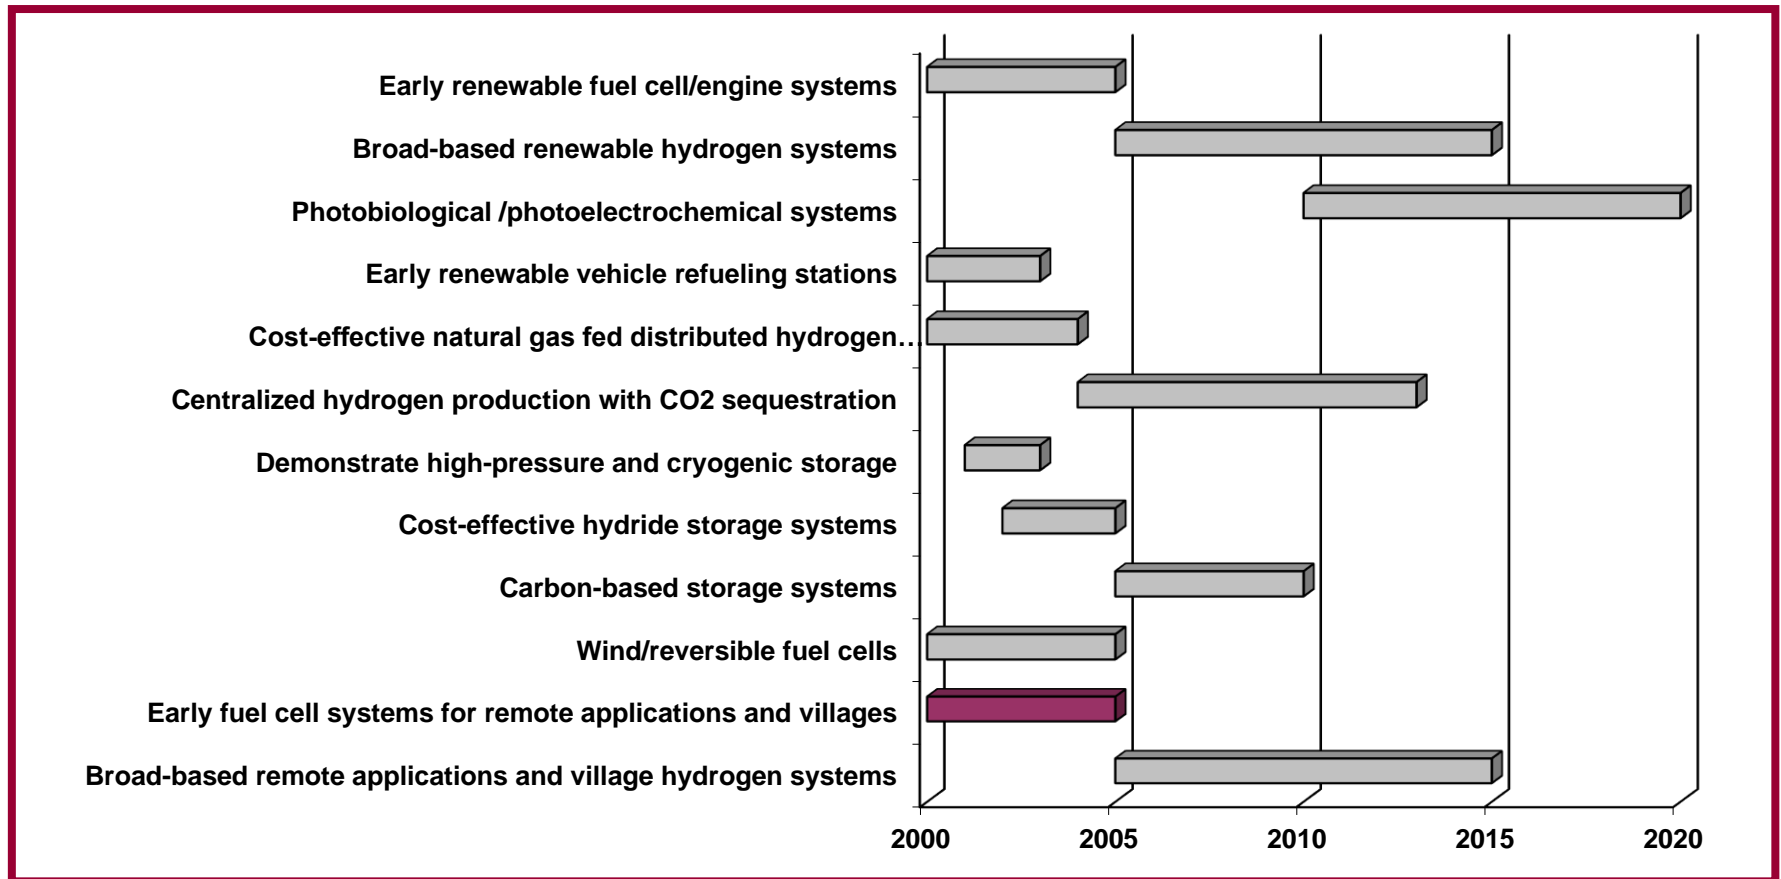 Early renewable fuel cell/engine systems
Broad-based renewable hydrogen systems
Photobiological /photoelectrochemical systems
Early renewable vehicle refueling stations
Cost-effective natural gas fed distributed hydrogen…
Centralized hydrogen production with CO2 sequestration
Demonstrate high-pressure and cryogenic storage
Cost-effective hydride storage systems
Carbon-based storage systems
Wind/reversible fuel cells
Early fuel cell systems for remote applications and villages
Broad-based remote applications and village hydrogen systems
2000 2005 2010 2015 2020